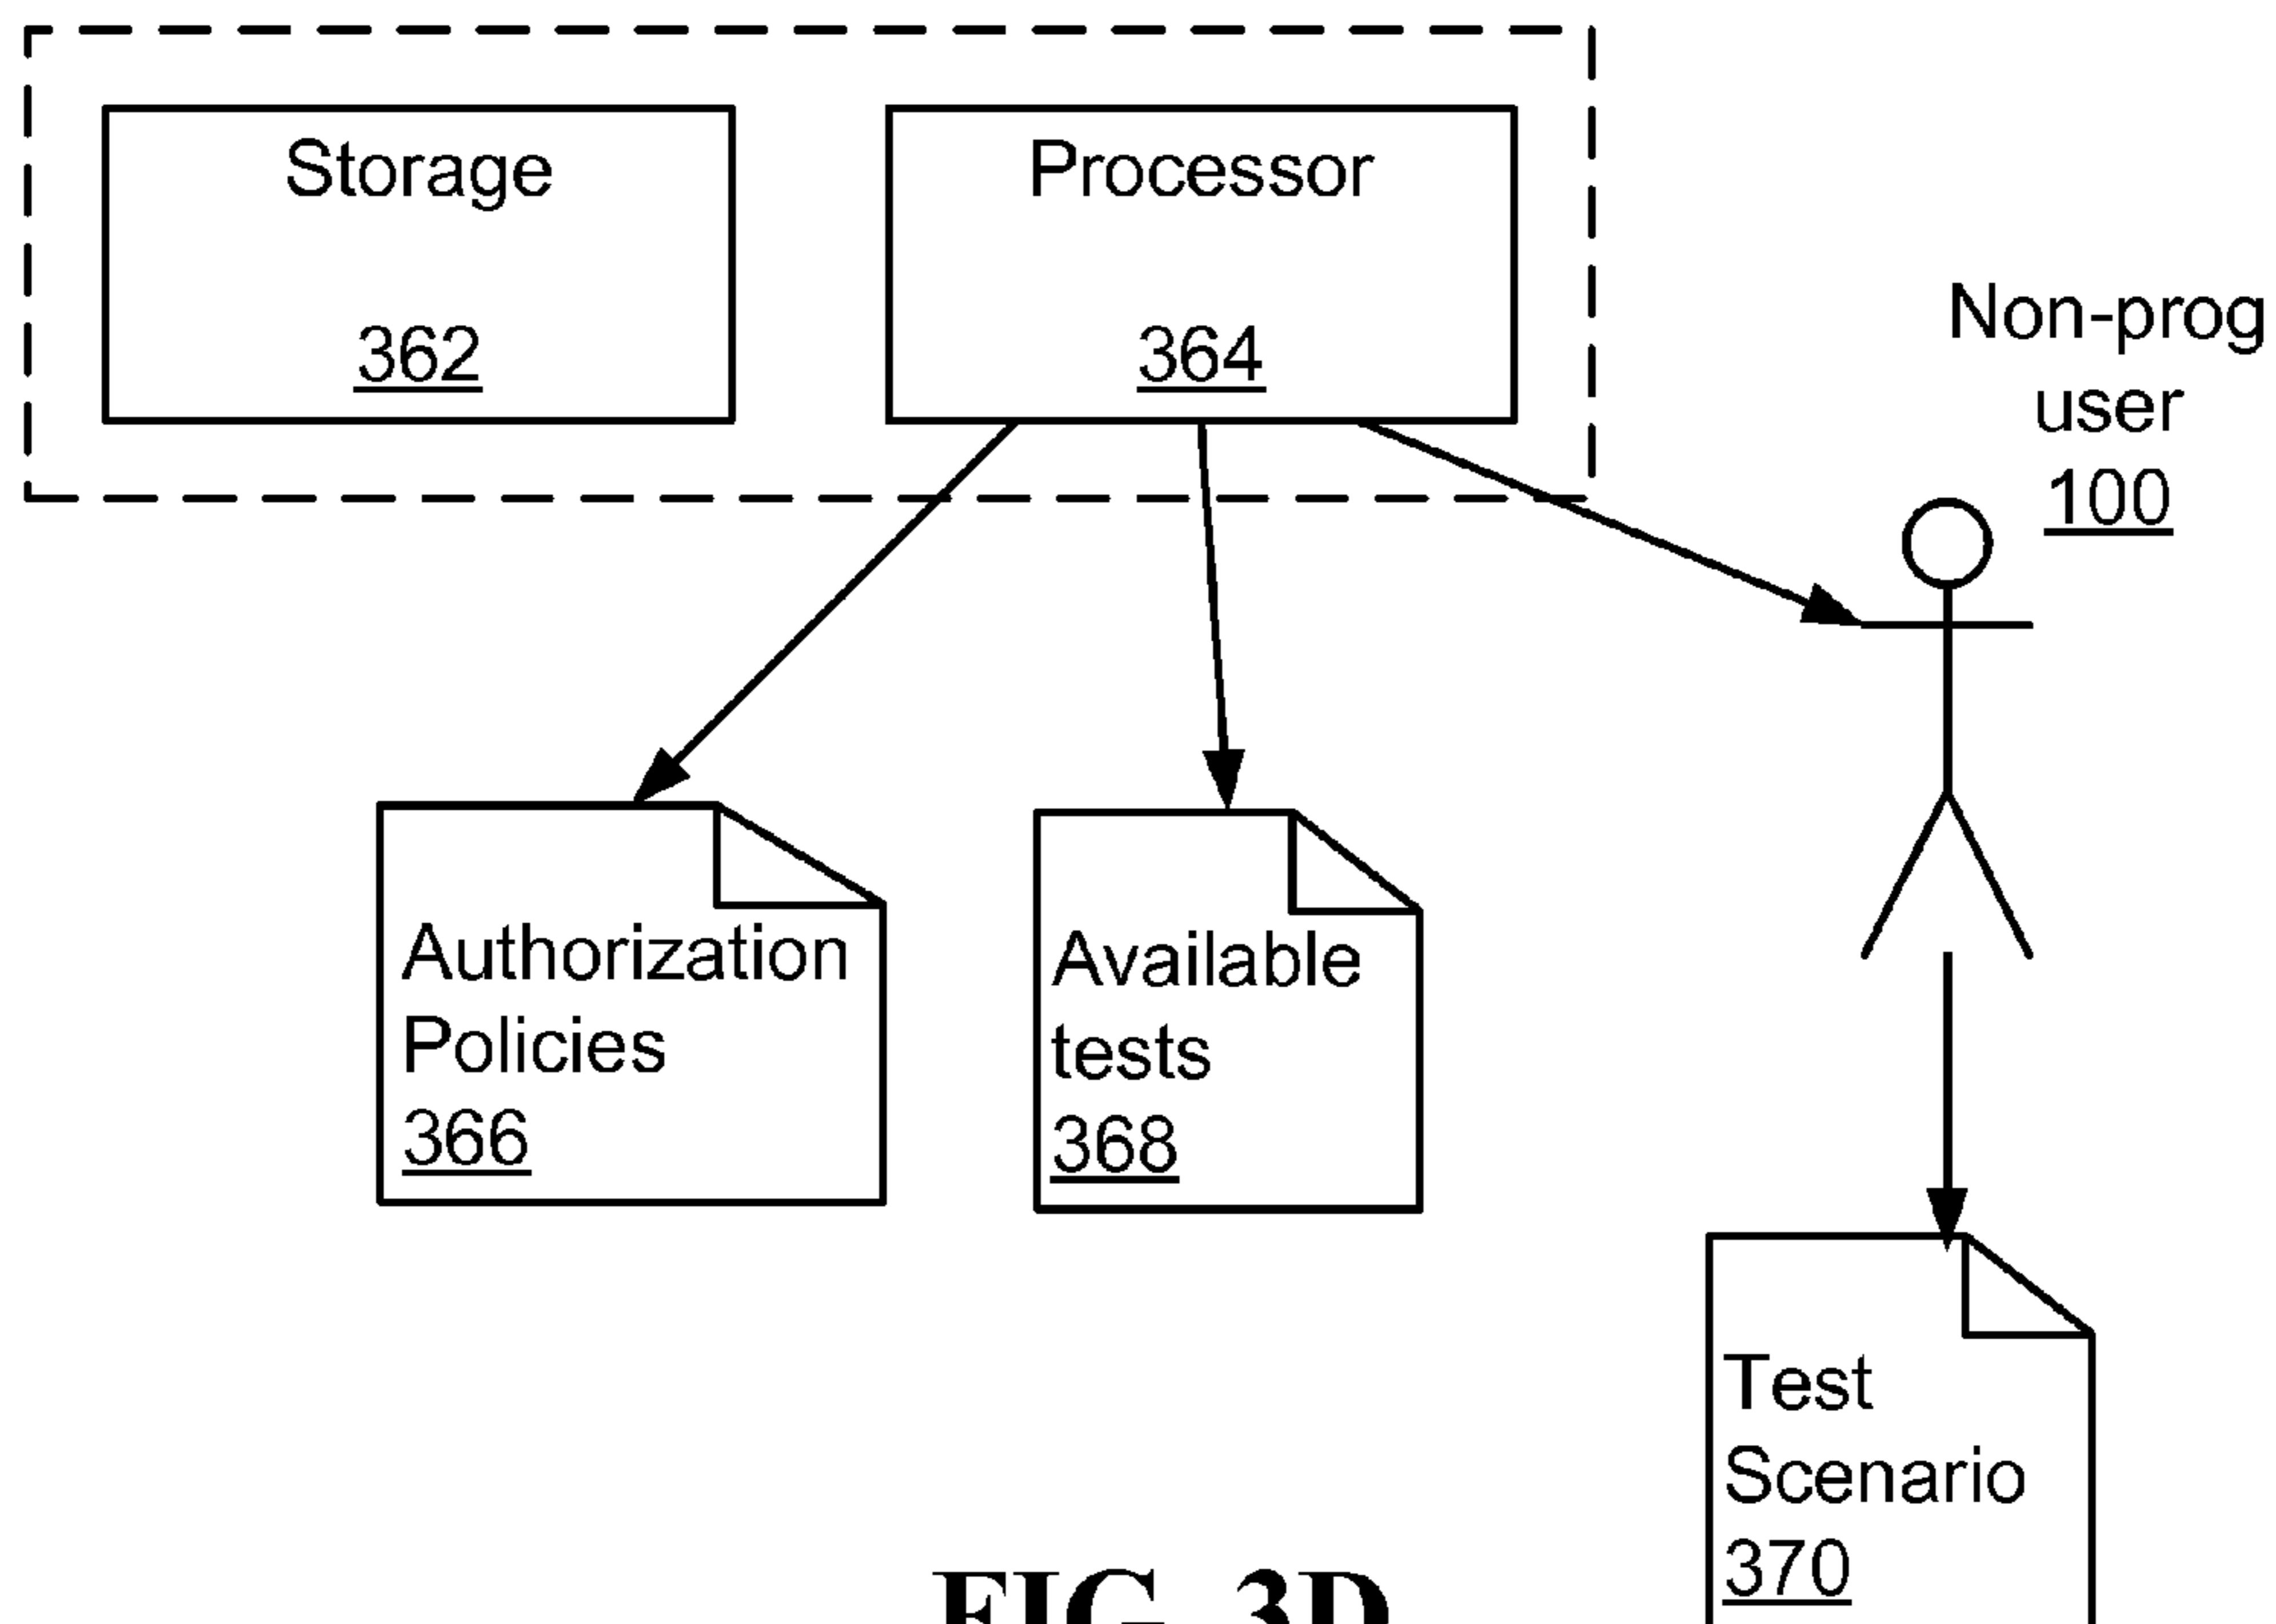 Storage
362
Processor
364
Non-prog
user
100
Authorization
Policies
366
Available
tests
368
Test
Scenario
370
FIG. 3D